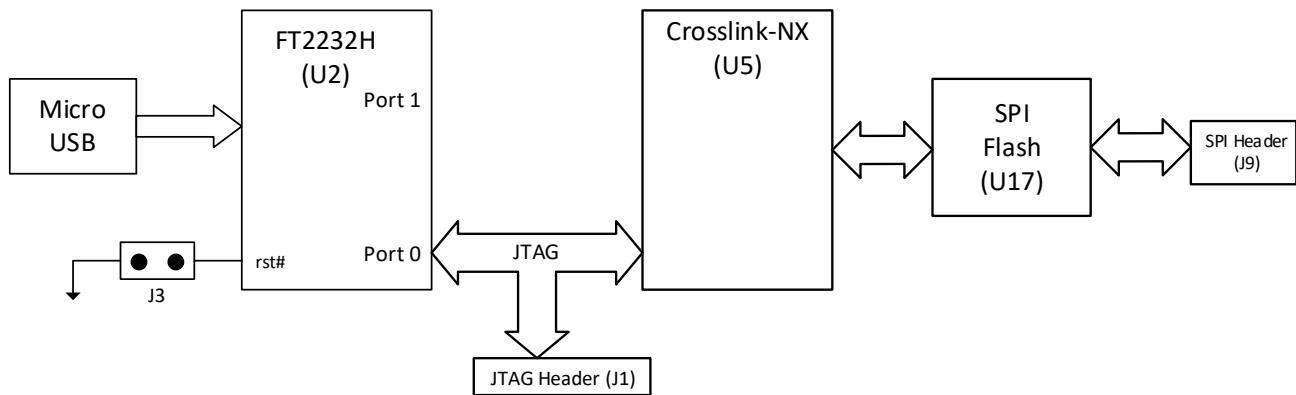 Micro
USB
FT2232H
(U2)
Port 1
Port 0
rst#
J3
JTAG
JTAG Header (J1)
Crosslink-NX
(U5)
SPI
Flash
(U17)
SPI Header
(J9)